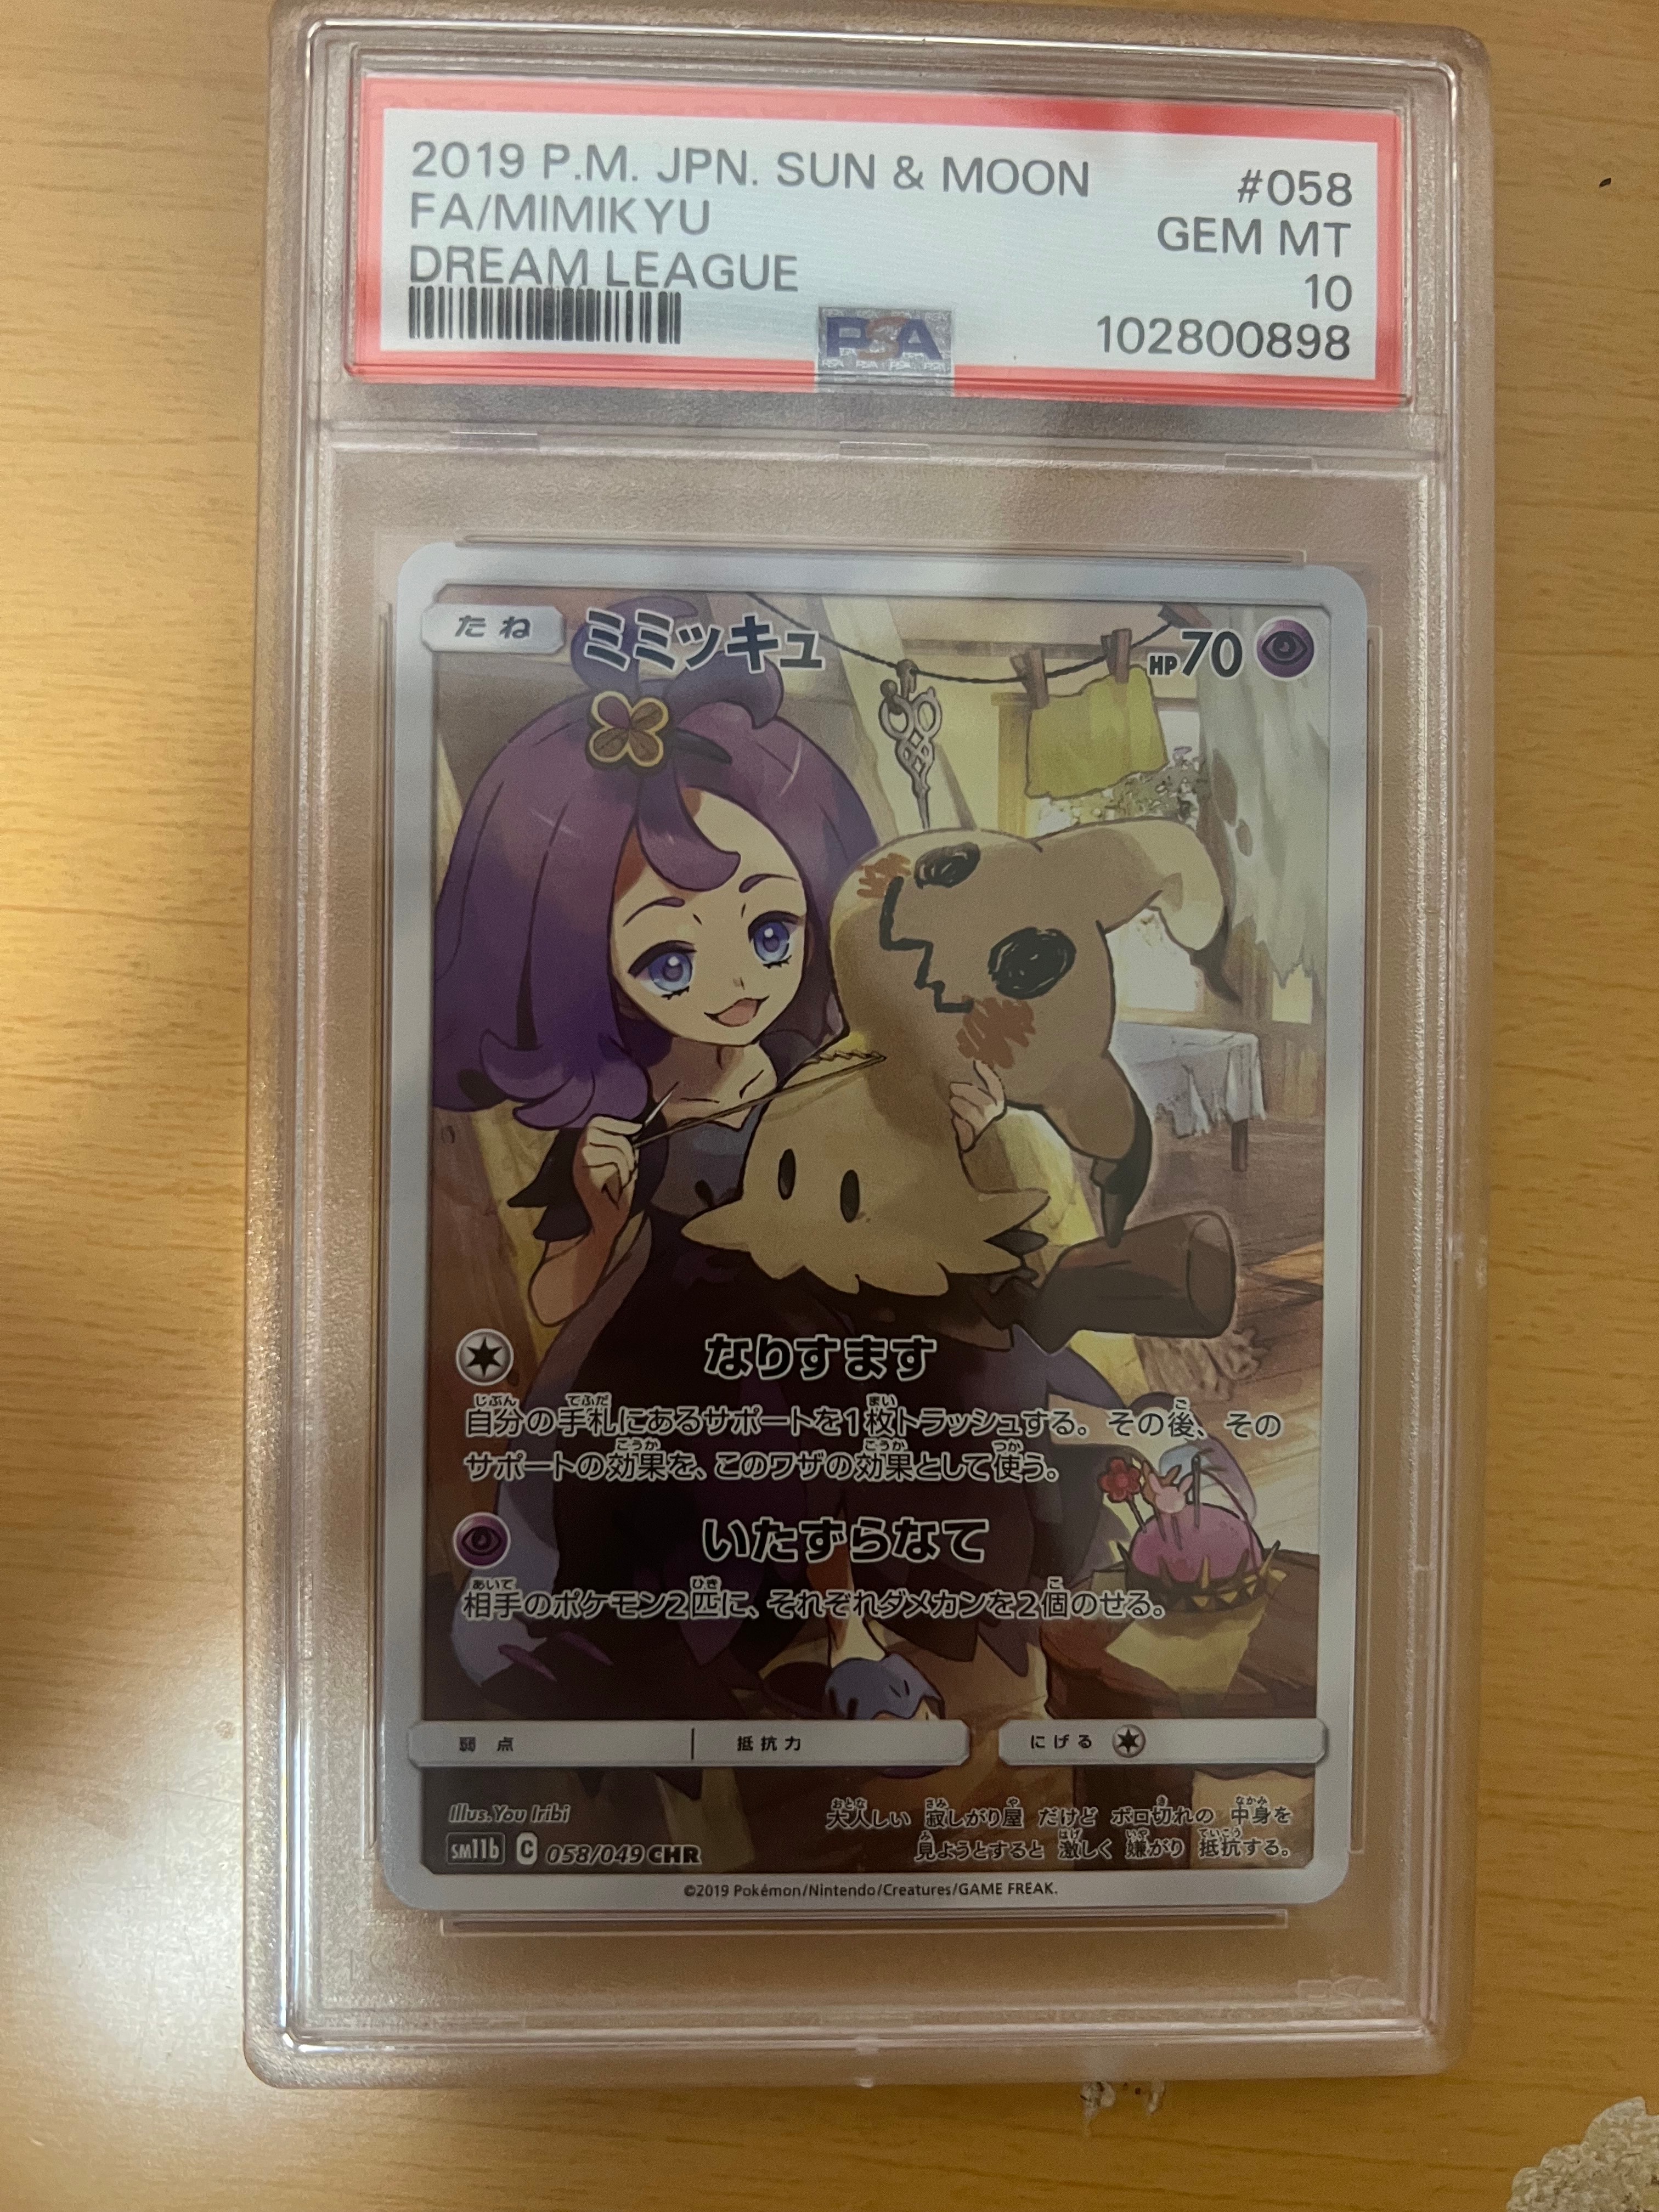 2019 P.M. JPN. SUN & MOON #058
FA/MIMIKYU GEM MT
DREAM LEAGUE 10
PSA 102800898
たね ミミッキュ HP70
なりすます
自分の手札にあるサポートを1枚トラッシュする。その後、その
サポートの効果を、このワザの効果として使う。
いたずらなて
相手のポケモン2匹に、それぞれダメカンを2個のせる。
弱点 抵抗力 にげる
Illus. You Iribi
大人しい 寂しがり屋 だけど ボロ切れの 中身を
見ようとすると 激しく 嫌がり 抵抗する。
SM11b C 058/049 CHR
©2019 Pokémon/Nintendo/Creatures/GAME FREAK.